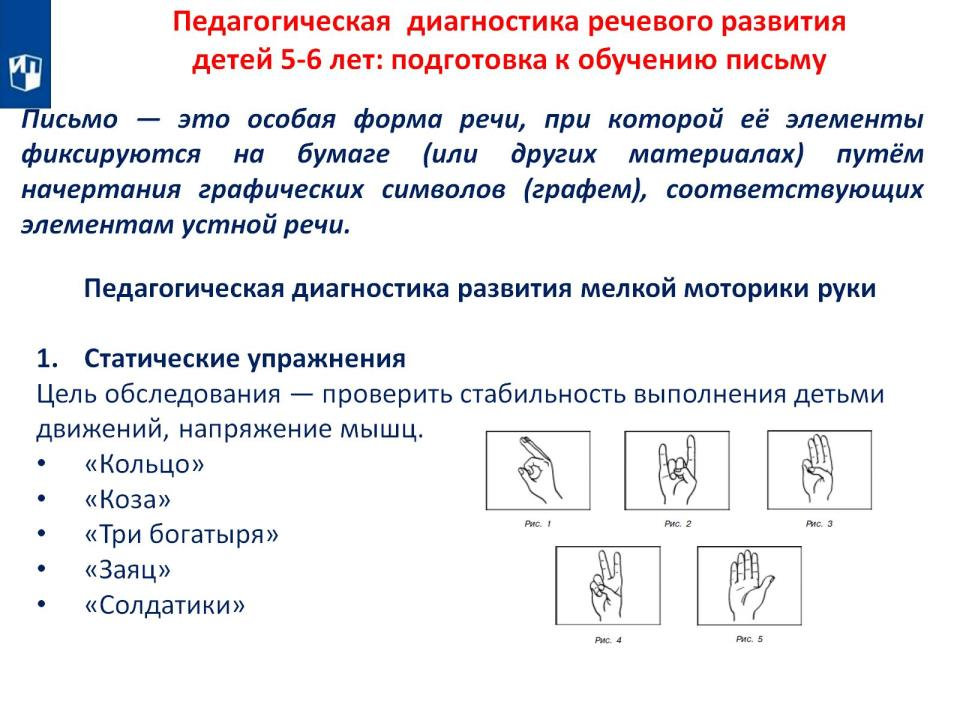 Педагогическая диагностика речевого развития
детей 5-6 лет: подготовка к обучению письму
ИЦ
Письмо — это особая форма речи, при которой её элементы
фиксируются на бумаге (или других материалах) путём
начертания графических символов (графем), соответствующих
элементам устной речи.
Педагогическая диагностика развития мелкой моторики руки
1. Статические упражнения
Цель обследования — проверить стабильность выполнения детьми
движений, напряжение мышц.
• «Кольцо»
• «Коза»
• «Три богатыря»
• «Заяц»
• «Солдатики»
Рис. 1
Рис. 2
Рис. 3
Рис. 4
Рис. 5